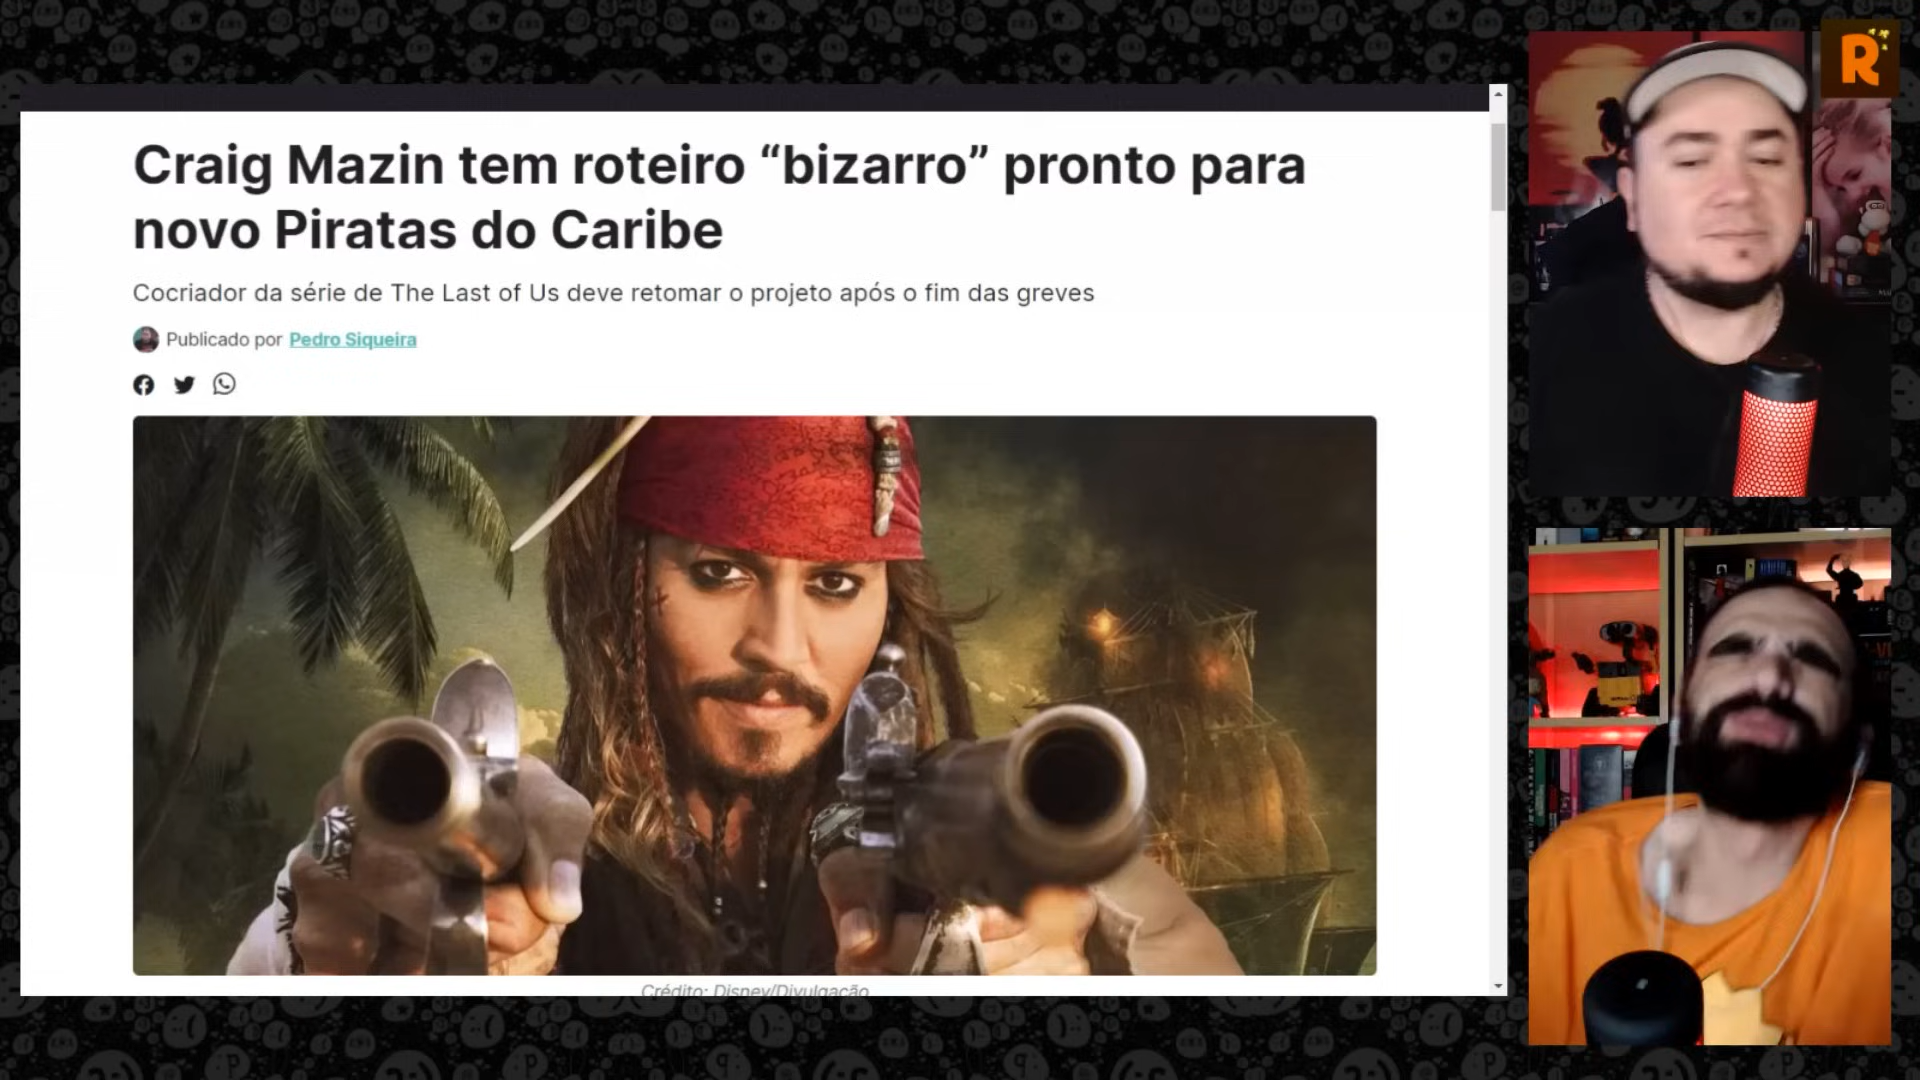 Craig Mazin tem roteiro “bizarro” pronto para
novo Piratas do Caribe
Cocriador da série de The Last of Us deve retomar o projeto após o fim das greves
Publicado por Pedro Siqueira
Crédito: Disney/Divulgação
R